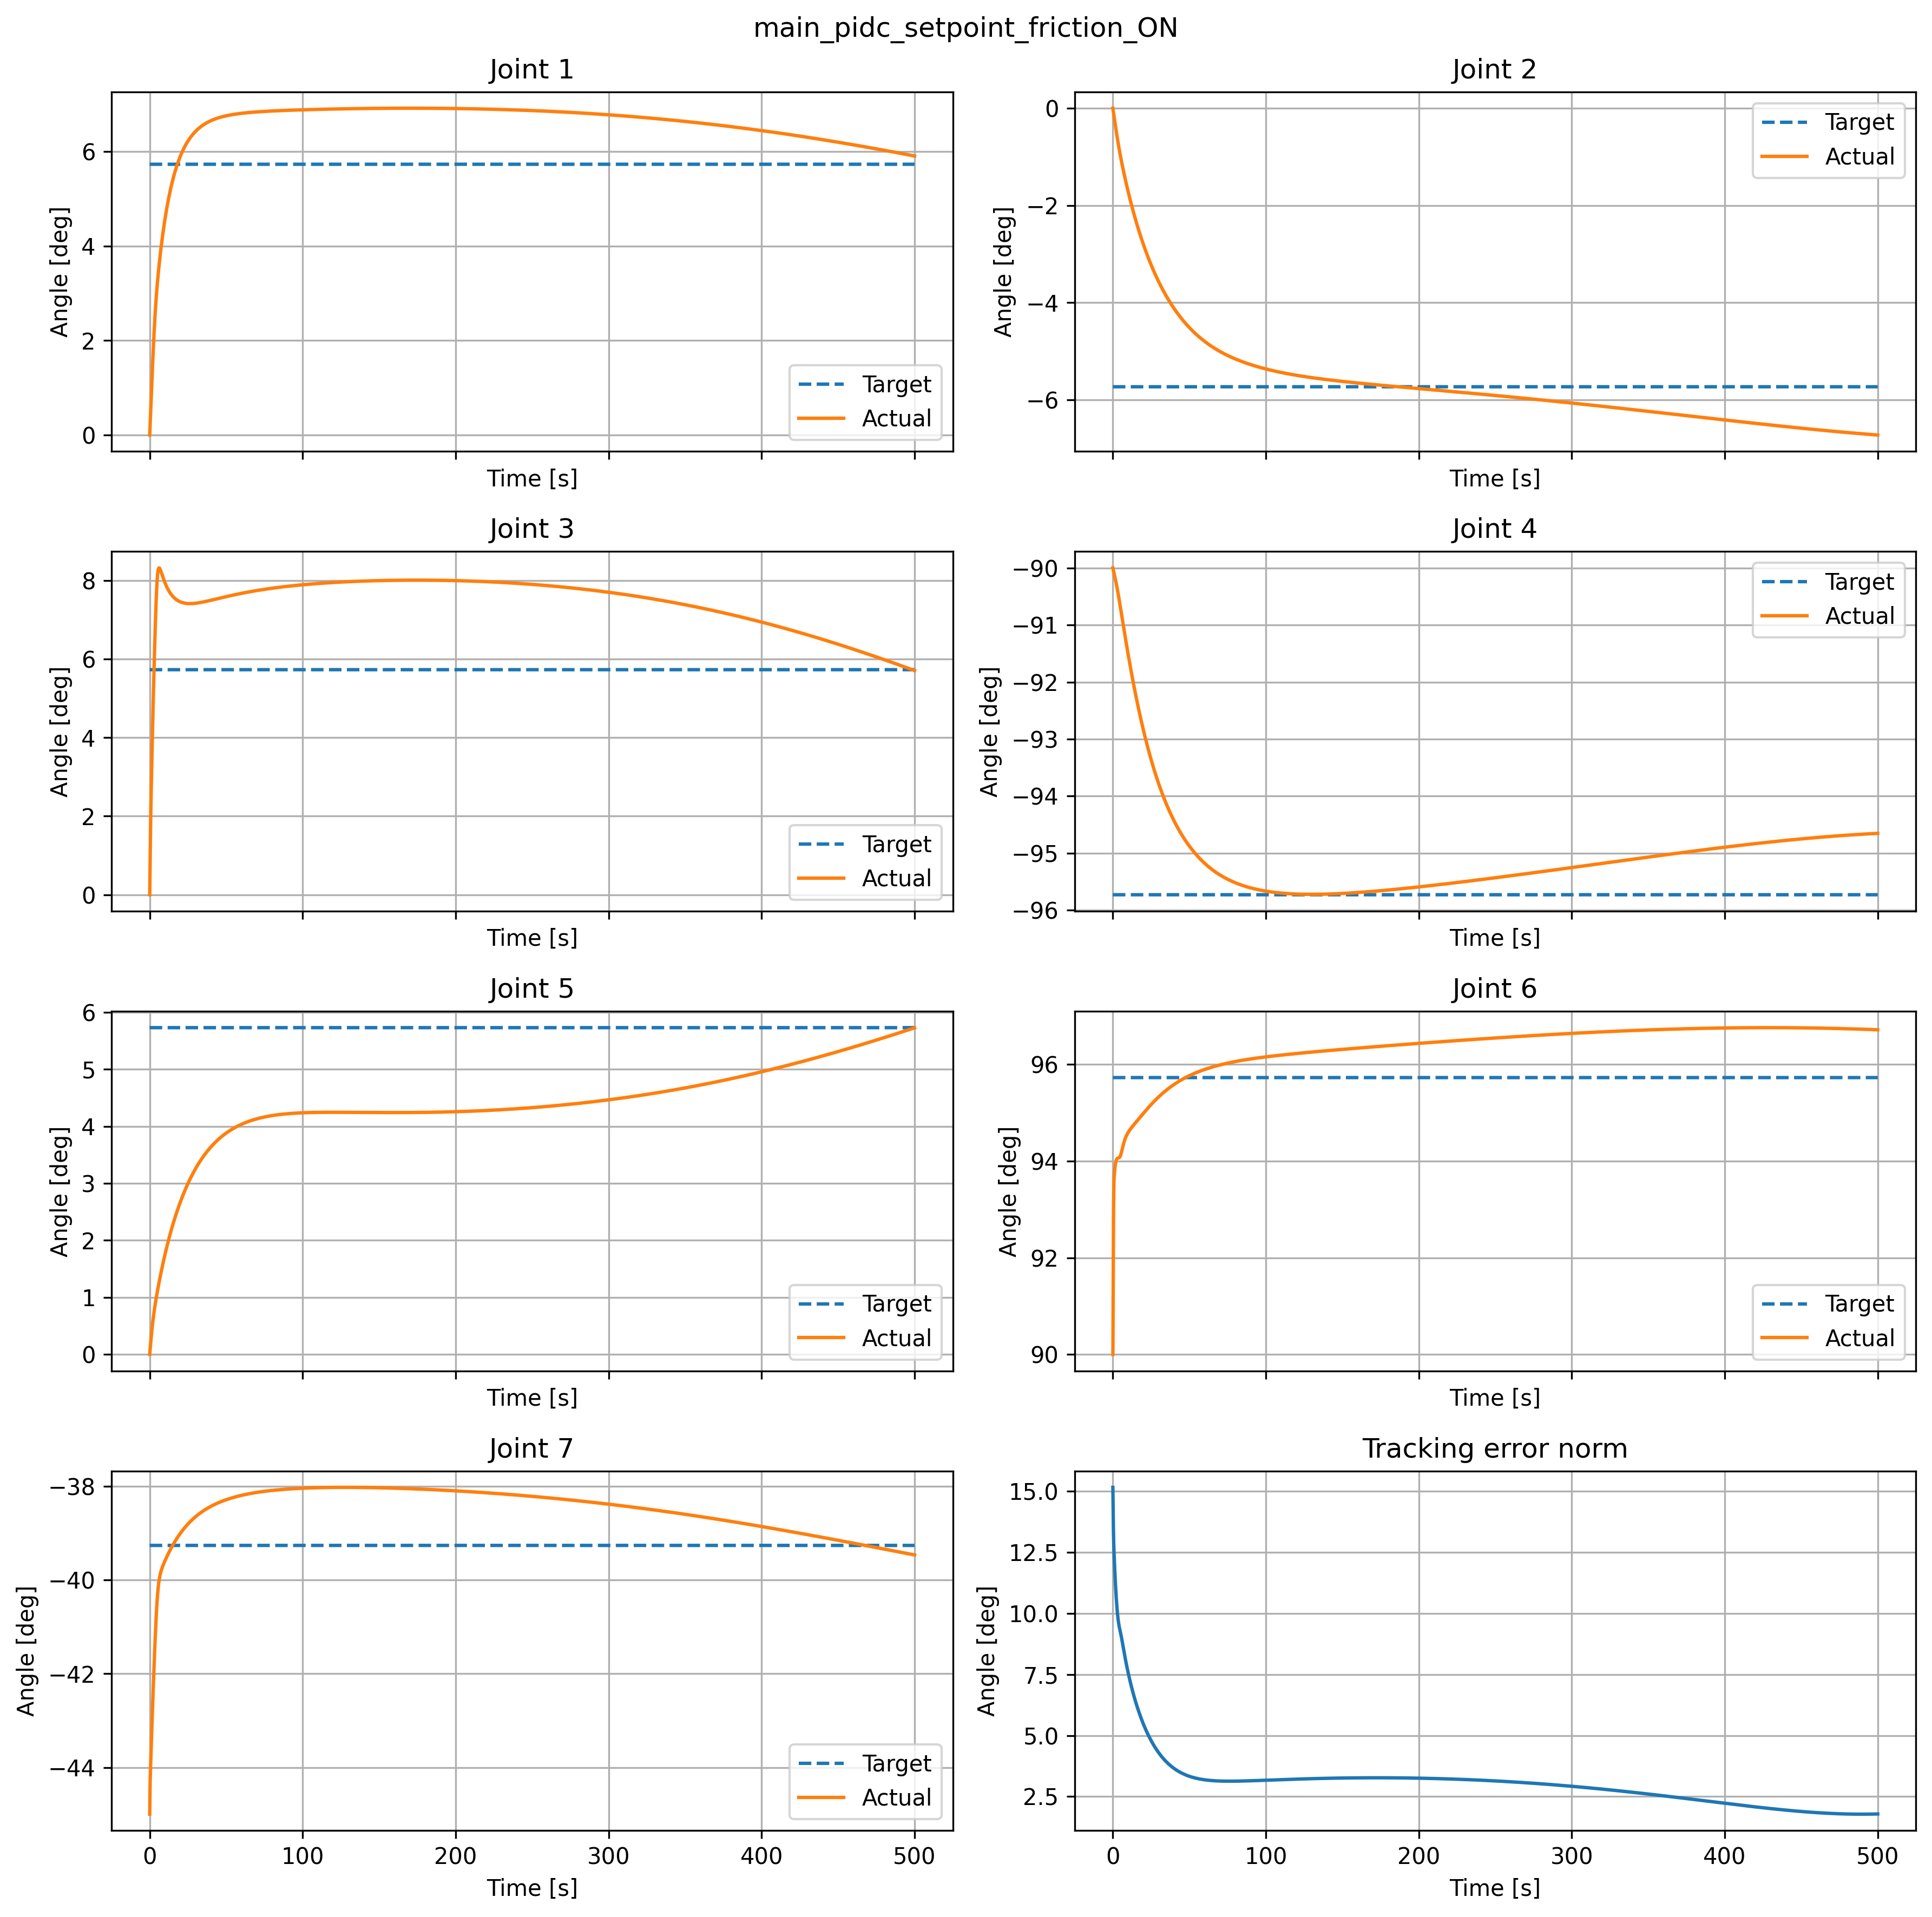 main_pidc_setpoint_friction_ON
Joint 1
Angle [deg]
6
4
2
0
Target
Actual
Time [s]
Joint 2
Angle [deg]
0
−2
−4
−6
Target
Actual
Time [s]
Joint 3
Angle [deg]
8
6
4
2
0
Target
Actual
Time [s]
Joint 4
Angle [deg]
−90
−91
−92
−93
−94
−95
−96
Target
Actual
Time [s]
Joint 5
Angle [deg]
6
5
4
3
2
1
0
Target
Actual
Time [s]
Joint 6
Angle [deg]
96
94
92
90
Target
Actual
Time [s]
Joint 7
Angle [deg]
−38
−40
−42
−44
Target
Actual
0 100 200 300 400 500
Time [s]
Tracking error norm
Angle [deg]
15.0
12.5
10.0
7.5
5.0
2.5
0 100 200 300 400 500
Time [s]